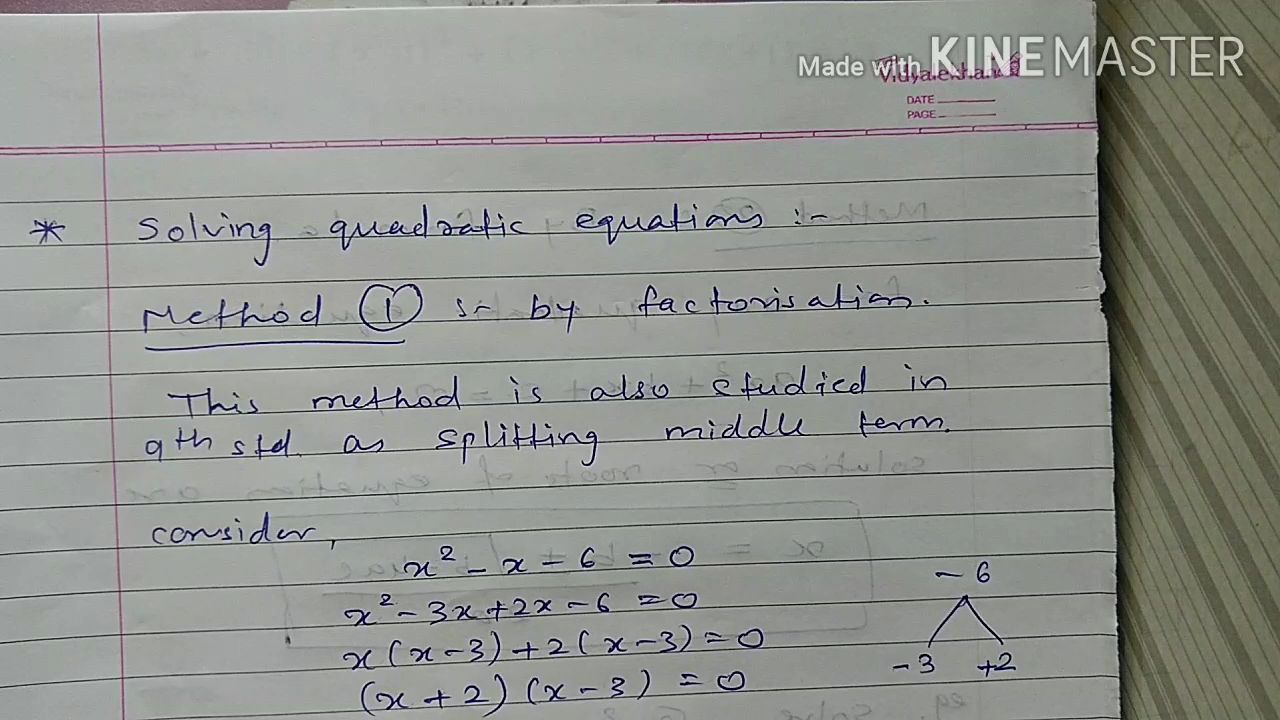 Made with KINEMASTER
Vidyalekhan
DATE
PAGE
* Solving quadratic equations :-
Method ① :- by factorisation.
This method is also studied in
9th std. as splitting middle term.
consider,
x² - x - 6 = 0
- 6
x² - 3x + 2x - 6 = 0
x (x - 3) + 2 (x - 3) = 0
-3 +2
(x + 2) (x - 3) = 0